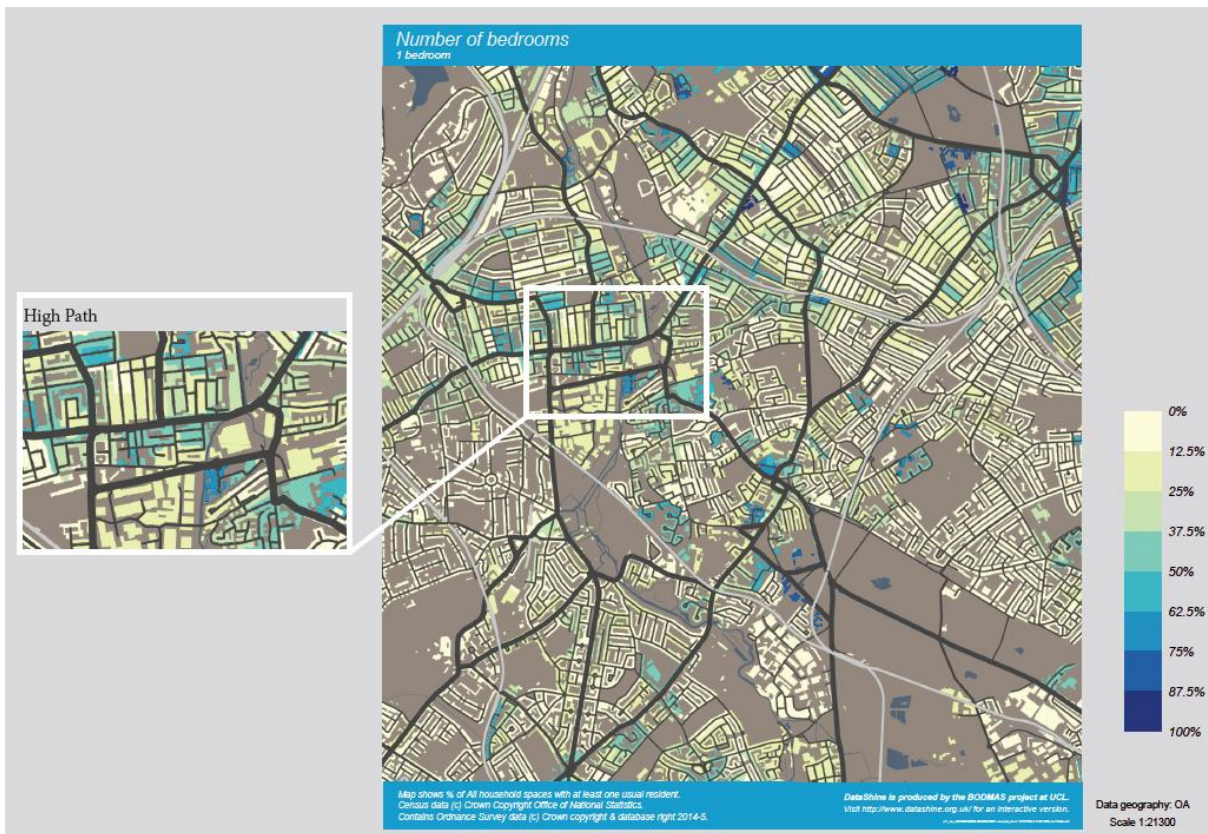 Number of bedrooms
1 bedroom
High Path
0%
12.5%
25%
37.5%
50%
62.5%
75%
87.5%
100%
Map shows % of All household spaces with at least one usual resident.
Census data (c) Crown Copyright Office of National Statistics.
Contains Ordnance Survey data (c) Crown copyright & database right 2014-5.
DataShine is produced by the BODMAS project at UCL.
Visit http://www.datashine.org.uk/ for an interactive version.
Data geography: OA
Scale 1:21300